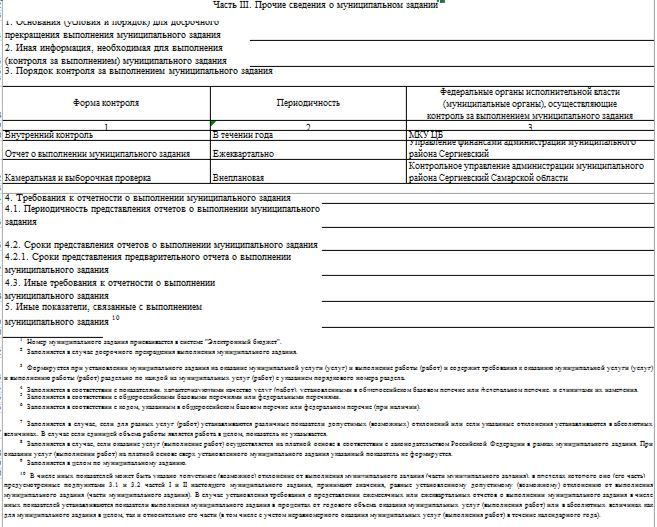 Часть III. Прочие сведения о муниципальном задании
1. Основания (условия и порядок) для досрочного
прекращения выполнения муниципального задания
2. Иная информация, необходимая для выполнения
(контроля за выполнением) муниципального задания
3. Порядок контроля за выполнением муниципального задания
Форма контроля
Периодичность
Федеральные органы исполнительной власти
(муниципальные органы), осуществляющие
контроль за выполнением муниципального задания
1 2 3
Внутренний контроль В течении года МКУ ЦБ
Отчет о выполнении муниципального задания Ежеквартально Управление финансами администрации муниципального
района Сергиевский
Камеральная и выборочная проверка Внеплановая Контрольное управление администрации муниципального
района Сергиевский Самарской области
4. Требования к отчетности о выполнении муниципального задания
4.1. Периодичность представления отчетов о выполнении муниципального
задания
4.2. Сроки представления отчетов о выполнении муниципального задания
4.2.1. Сроки представления предварительного отчета о выполнении
муниципального задания
4.3. Иные требования к отчетности о выполнении
муниципального задания
5. Иные показатели, связанные с выполнением
муниципального задания 10
1 Номер муниципального задания присваивается в системе "Электронный бюджет".
2 Заполняется в случае досрочного прекращения выполнения муниципального задания.
3 Формируется при установлении муниципального задания на оказание муниципальной услуги (услуг) и выполнение работы (работ) и содержит требования к оказанию муниципальной услуги (услуг)
и выполнению работы (работ) раздельно по каждой из муниципальных услуг (работ) с указанием порядкового номера раздела.
4 Заполняется в соответствии с показателями, характеризующими качество услуг (работ), установленными в общероссийском базовом перечне или федеральном перечне, и единицами их измерения.
5 Заполняется в соответствии с общероссийскими базовыми перечнями или федеральными перечнями.
6 Заполняется в соответствии с кодом, указанным в общероссийском базовом перечне или федеральном перечне (при наличии).
7 Заполняется в случае, если для разных услуг (работ) устанавливаются различные показатели допустимых (возможных) отклонений или если указанные отклонения устанавливаются в абсолютных
величинах. В случае если единицей объема работы является работа в целом, показатель не указывается.
8 Заполняется в случае, если оказание услуг (выполнение работ) осуществляется на платной основе в соответствии с законодательством Российской Федерации в рамках муниципального задания. При
оказании услуг (выполнении работ) на платной основе сверх установленного муниципального задания указанный показатель не формируется.
9 Заполняется в целом по муниципальному заданию.
10 В числе иных показателей может быть указано допустимое (возможное) отклонение от выполнения муниципального задания (части муниципального задания), в пределах которого оно (его часть)
предусмотренные подпунктами 3.1 и 3.2 частей I и II настоящего муниципального задания, принимают значения, равные установленному допустимому (возможному) отклонению от выполнения
муниципального задания (части муниципального задания). В случае установления требования о представлении ежемесячных или ежеквартальных отчетов о выполнении муниципального задания в числе
иных показателей устанавливаются показатели выполнения муниципального задания в процентах от годового объема оказания муниципальных услуг (выполнения работ) или в абсолютных величинах как
для муниципального задания в целом, так и относительно его части (в том числе с учетом неравномерного оказания муниципальных услуг (выполнения работ) в течение календарного года).